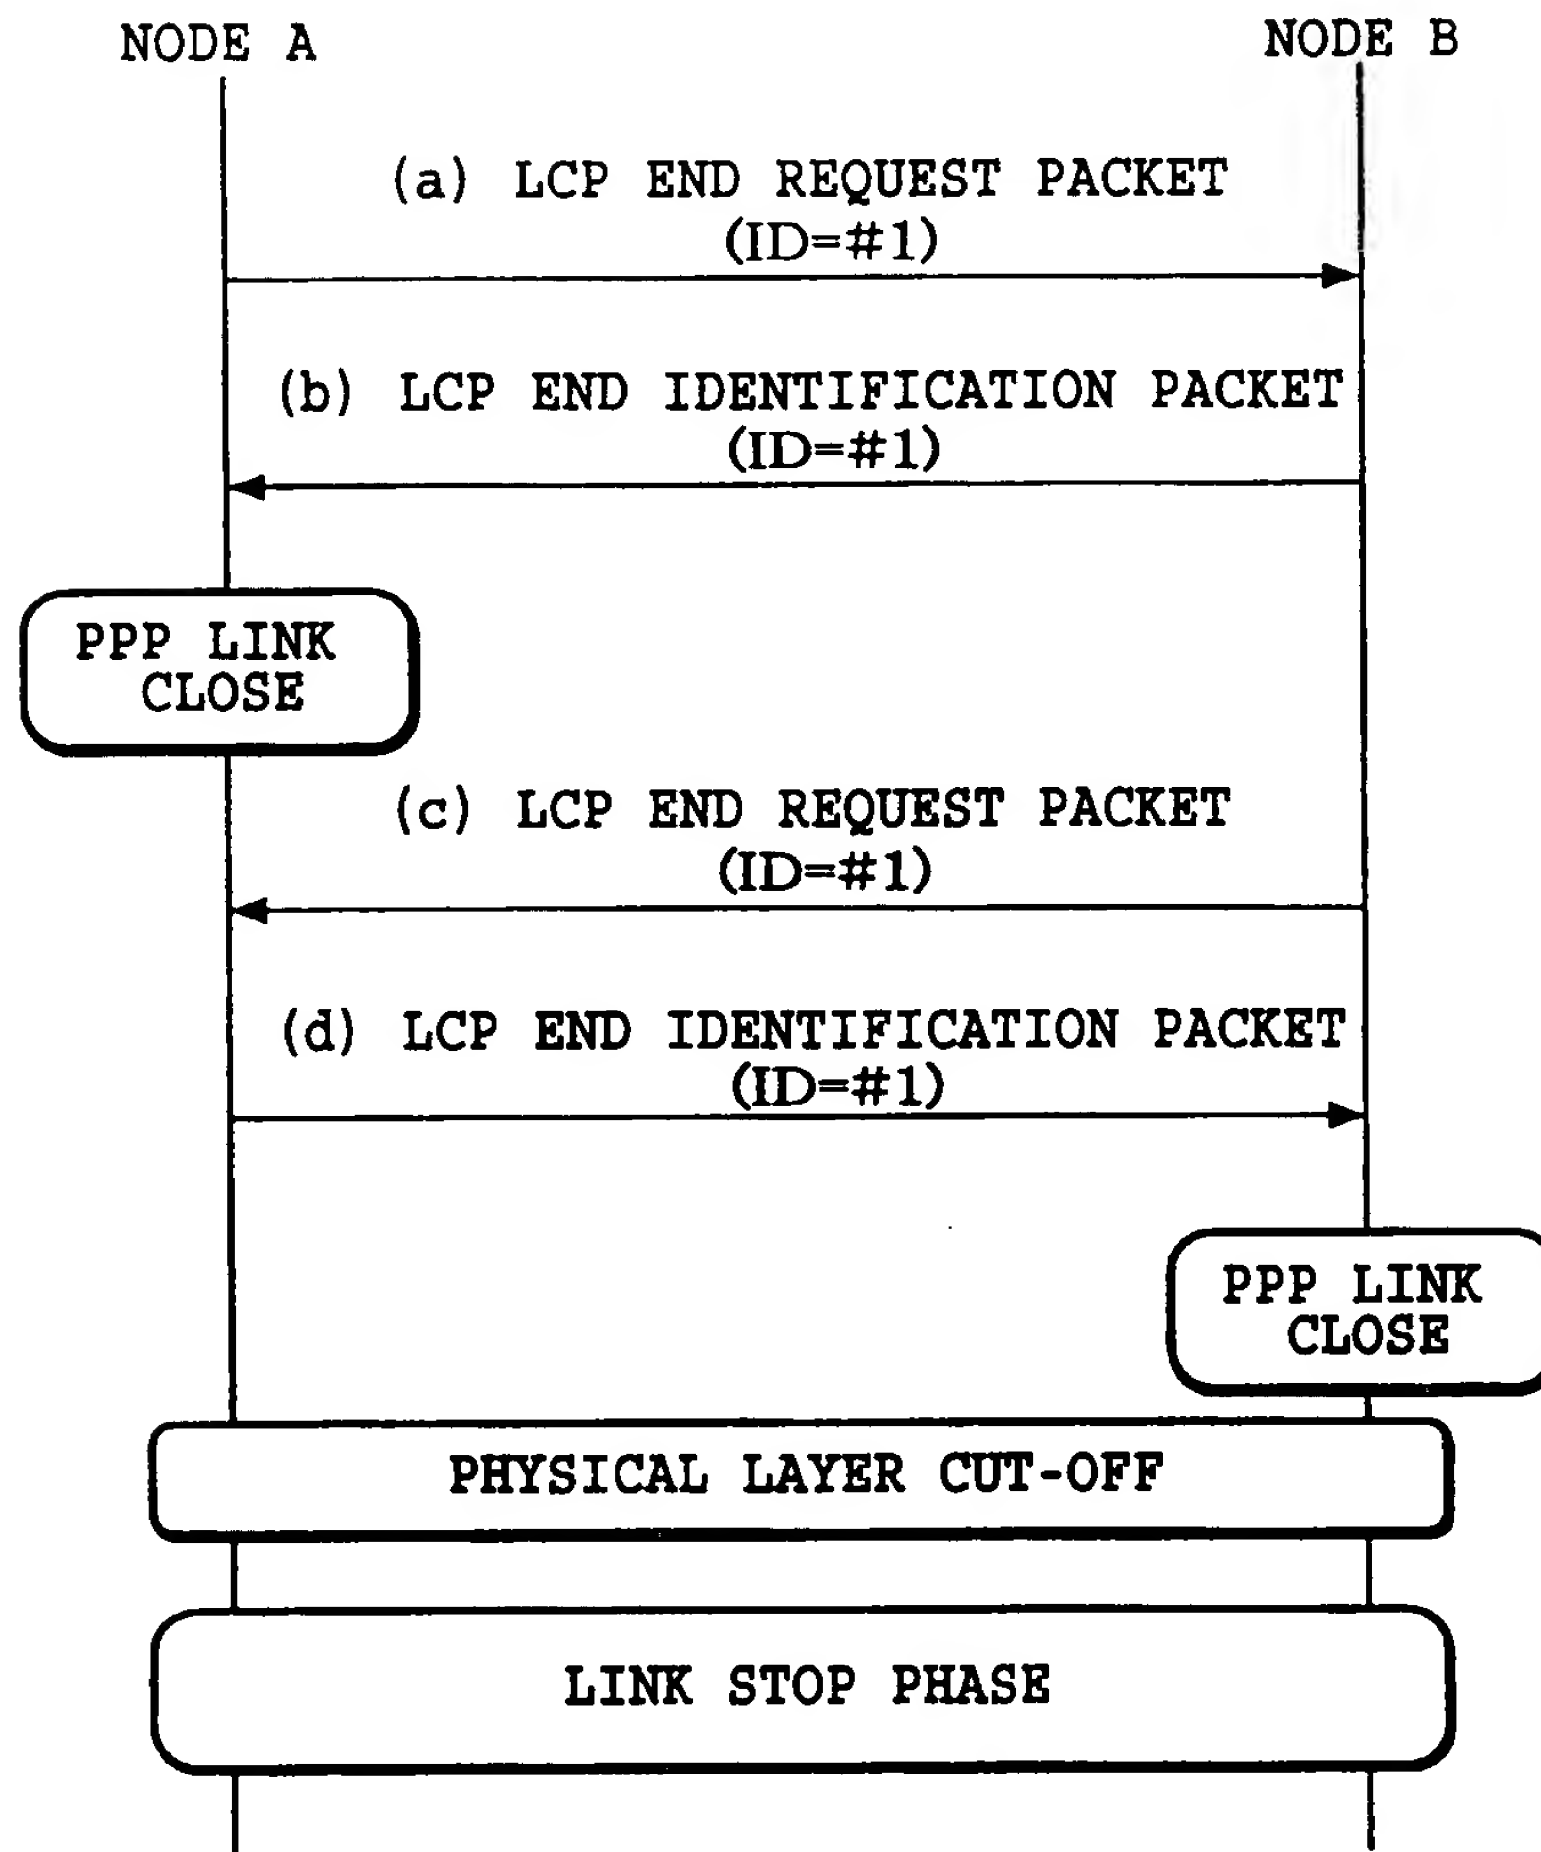 NODE A
NODE B
(a) LCP END REQUEST PACKET
(ID=#1)
(b) LCP END IDENTIFICATION PACKET
(ID=#1)
PPP LINK
CLOSE
(c) LCP END REQUEST PACKET
(ID=#1)
(d) LCP END IDENTIFICATION PACKET
(ID=#1)
PPP LINK
CLOSE
PHYSICAL LAYER CUT-OFF
LINK STOP PHASE